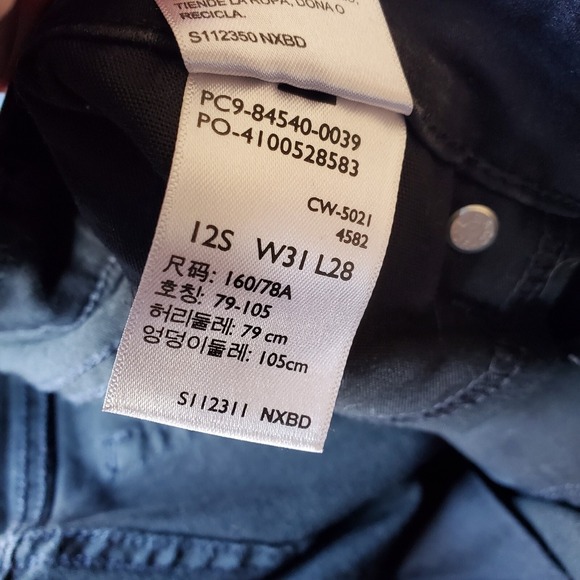 TIENDE LA ROPA, DONA O
RECICLA.
S112350 NXBD
PC9-84540-0039
PO-4100528583
CW-5021
4582
12S W31 L28
尺码: 160/78A
호칭: 79-105
허리둘레: 79 cm
엉덩이둘레: 105cm
S112311 NXBD